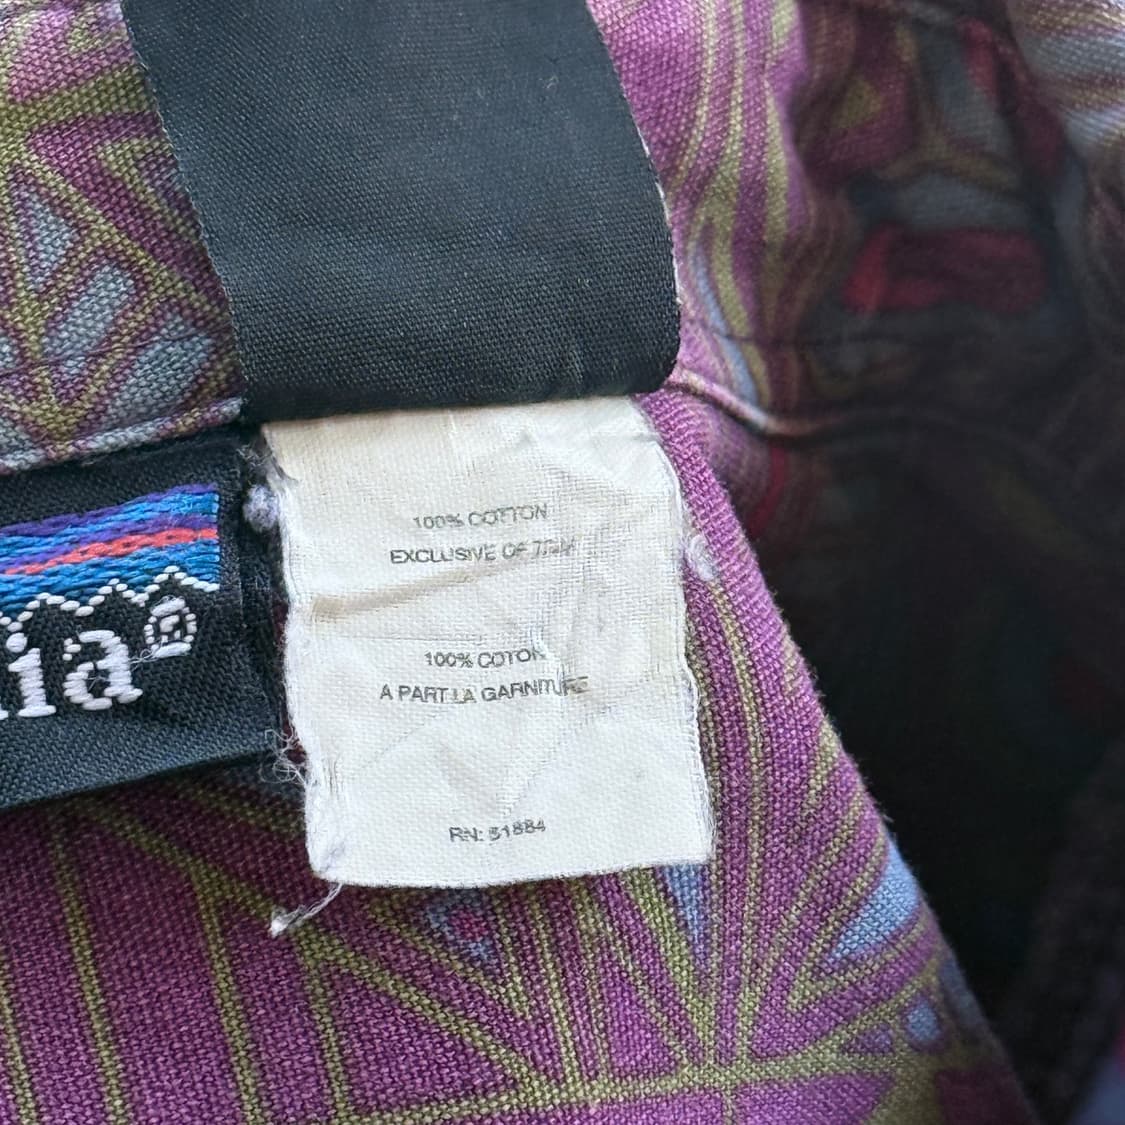 ia®
100% COTTON
EXCLUSIVE OF TRIM
100% COTON
A PART LA GARNITURE
RN: 51884